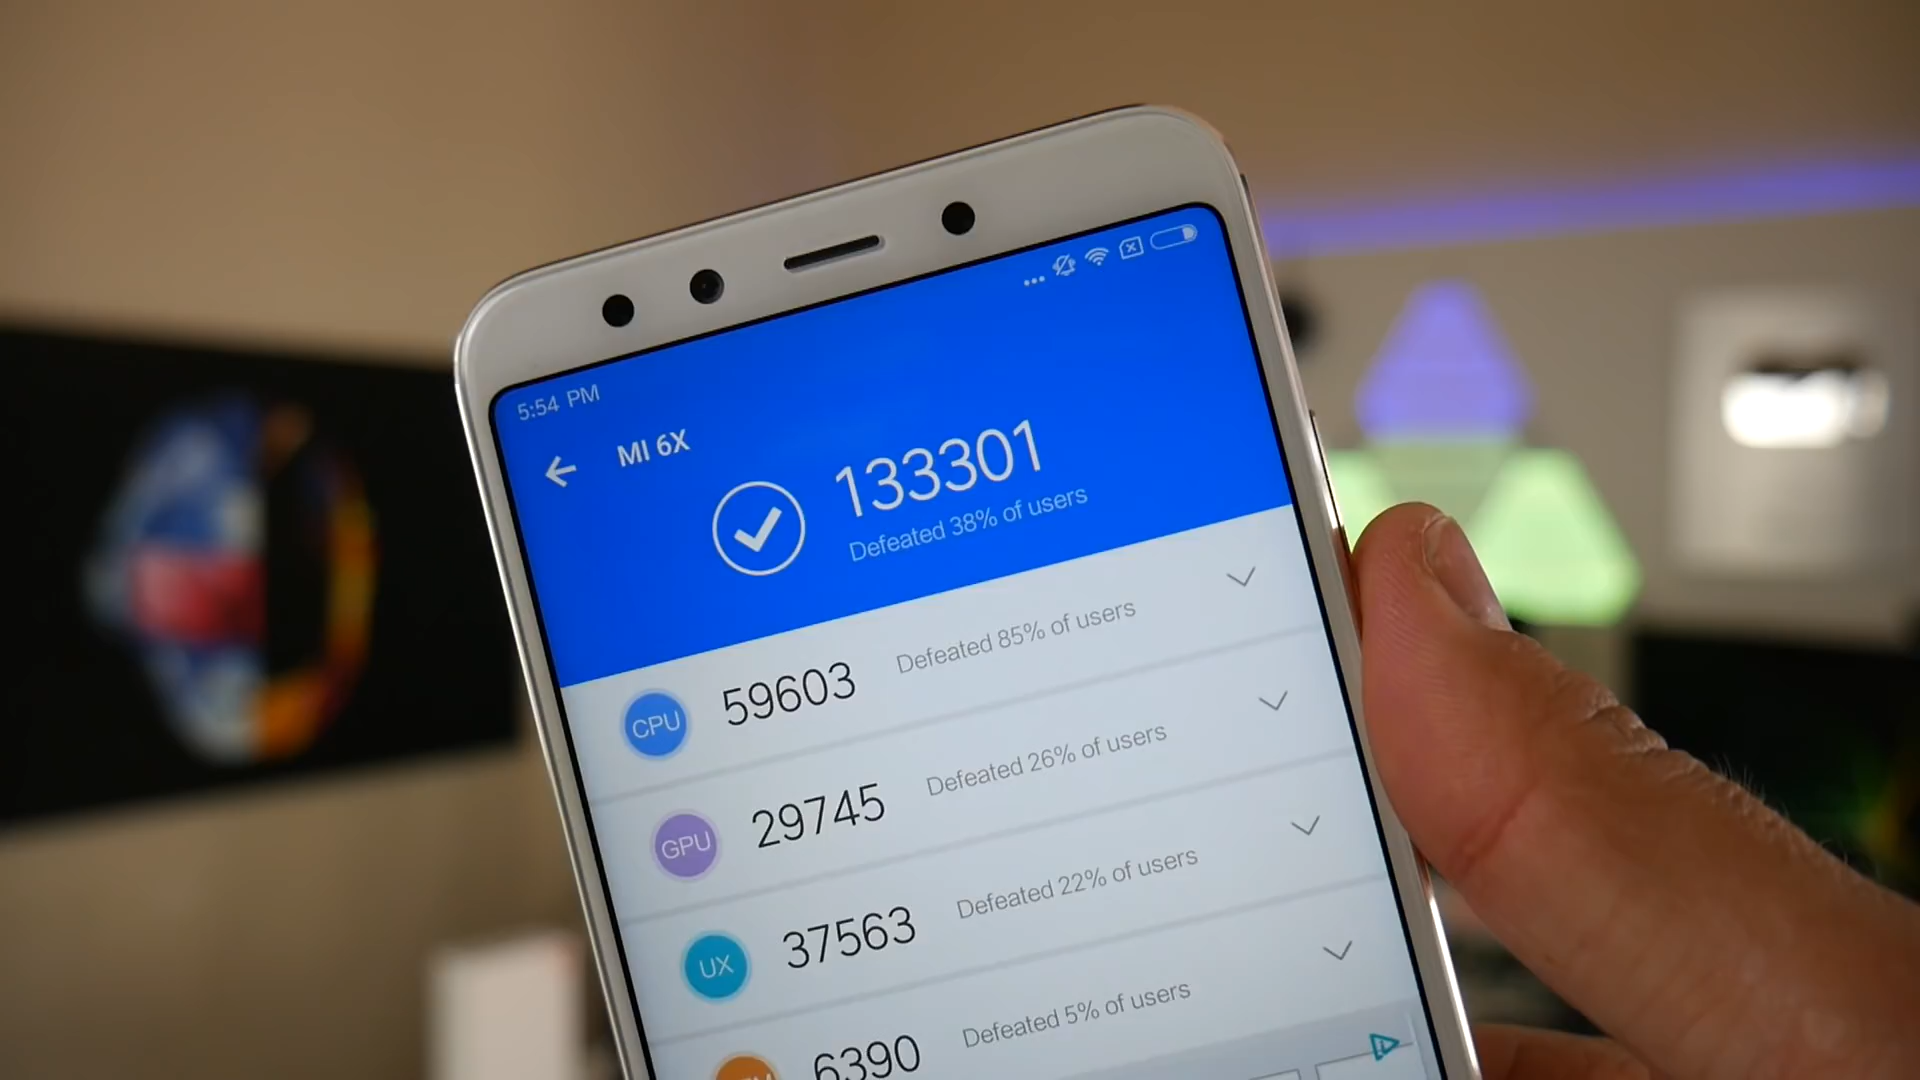 5:54 PM
MI 6X
133301
Defeated 38% of users
CPU 59603 Defeated 85% of users
GPU 29745 Defeated 26% of users
UX 37563 Defeated 22% of users
6390 Defeated 5% of users